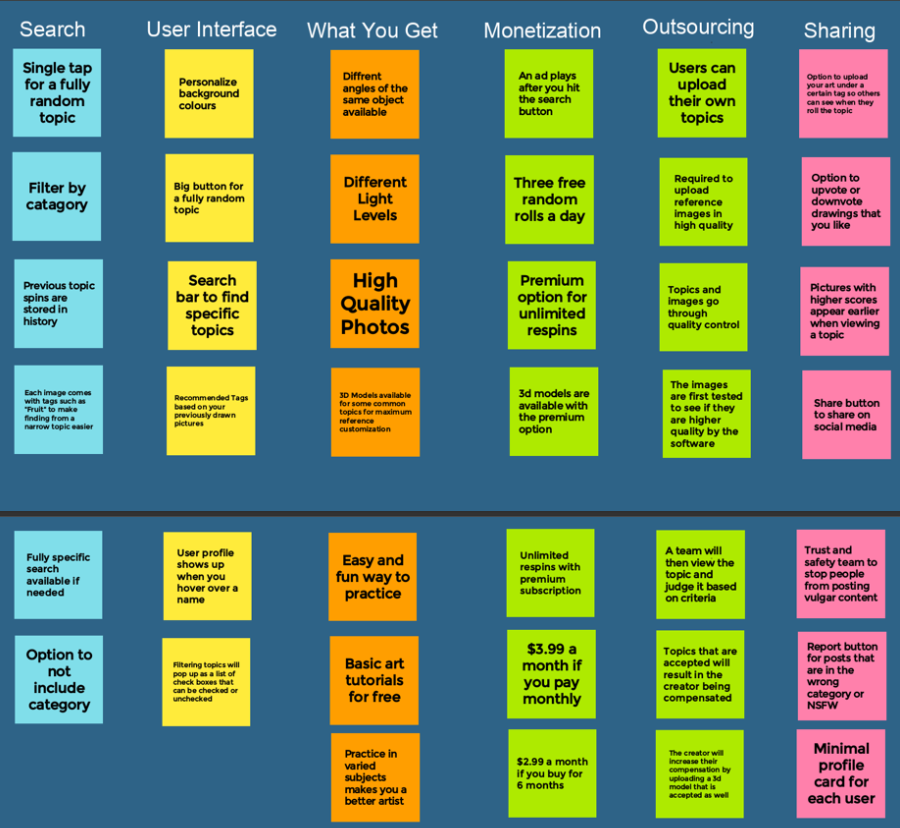 Search
User Interface
What You Get
Monetization
Outsourcing
Sharing
Single tap
for a fully
random
topic
Personalize
background
colours
Diffrent
angles of the
same object
available
An ad plays
after you hit
the search
button
Users can
upload
their own
topics
Option to upload
your art under a
certain tag so others
can see when they
roll the topic
Filter by
catagory
Big button for
a fully random
topic
Different
Light
Levels
Three free
random
rolls a day
Required to
upload
reference
images in
high quality
Option to
upvote or
downvote
drawings that
you like
Previous topic
spins are
stored in
history
Search
bar to find
specific
topics
High
Quality
Photos
Premium
option for
unlimited
respins
Topics and
images go
through
quality control
Pictures with
higher scores
appear earlier
when viewing
a topic
Each image comes
with tags such as
"Fruit" to make
finding from a
narrow topic easier
Recommended Tags
based on your
previously drawn
pictures
3D Models available
for some common
topics for maximum
reference
customization
3d models are
available with
the premium
option
The images
are first tested
to see if they
are higher
quality by the
software
Share button
to share on
social media
Fully specific
search
available if
needed
User profile
shows up
when you
hover over a
name
Easy and
fun way to
practice
Unlimited
respins with
premium
subscription
A team will
then view the
topic and
judge it based
on criteria
Trust and
safety team to
stop people
from posting
vulgar content
Option to
not
include
category
Filtering topics will
pop up as a list of
check boxes that
can be checked or
unchecked
Basic art
tutorials
for free
$3.99 a
month if
you pay
monthly
Topics that are
accepted will
result in the
creator being
compensated
Report button
for posts that
are in the
wrong
category or
NSFW
Practice in
varied
subjects
makes you a
better artist
$2.99 a month
if you buy for
6 months
The creator will
increase their
compensation by
uploading a 3d
model that is
accepted as well
Minimal
profile
card for
each user